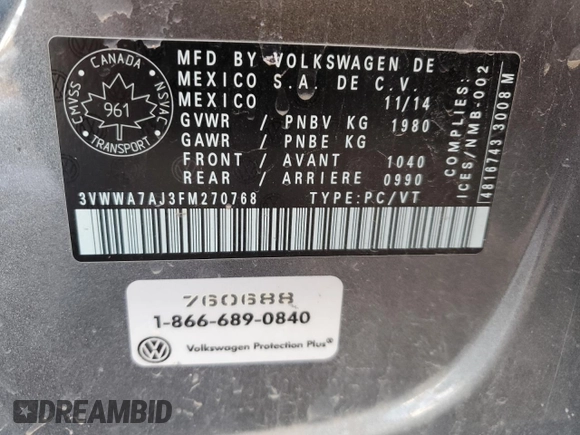 MFD BY VOLKSWAGEN DE
MEXICO S.A. DE C.V.
MEXICO 11/14
GVWR / PNBV KG 1980
GAWR / PNBE KG
FRONT / AVANT 1040
REAR / ARRIERE 0990
3VWWA7AJ3FM270768 TYPE:PC/VT
CANADA
CMVSS 961 NSVAC
TRANSPORT
COMPLIES:
ICES/NMB-002
4816743 3008M
760688
1-866-689-0840
Volkswagen Protection Plus®
DREAMBID